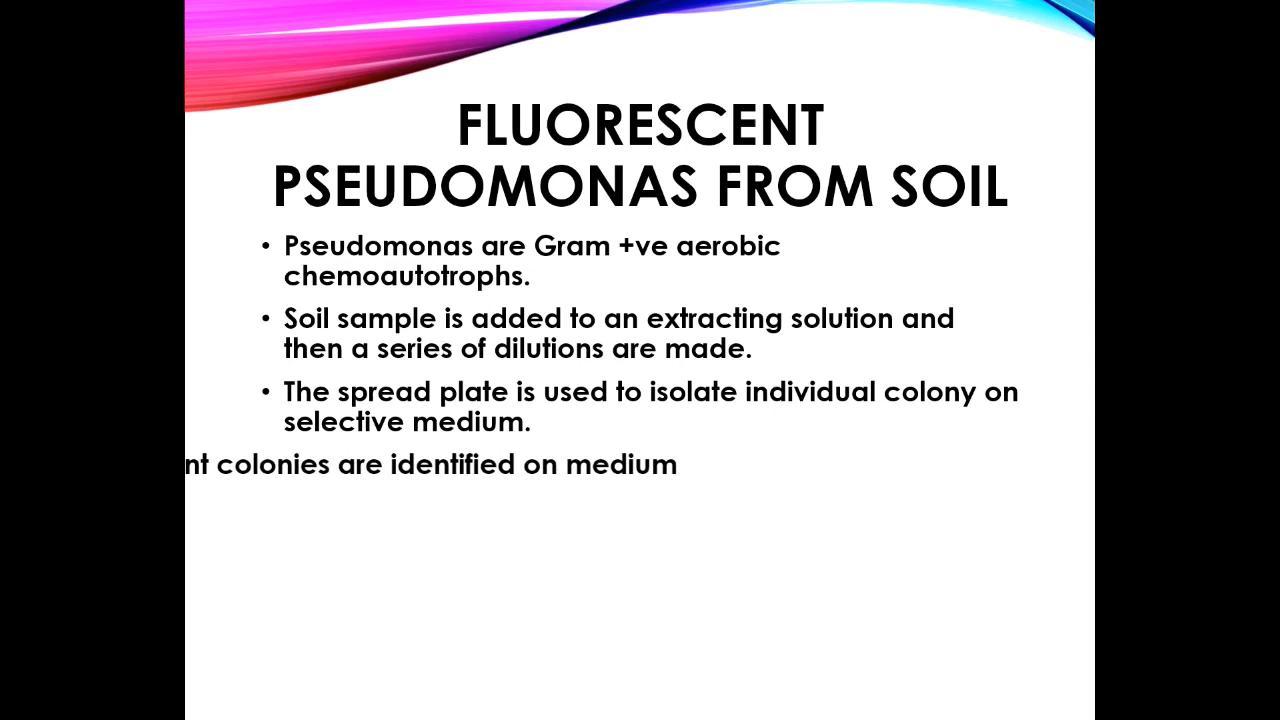 FLUORESCENT
PSEUDOMONAS FROM SOIL
• Pseudomonas are Gram +ve aerobic
chemoautotrophs.
• Soil sample is added to an extracting solution and
then a series of dilutions are made.
• The spread plate is used to isolate individual colony on
selective medium.
nt colonies are identified on medium